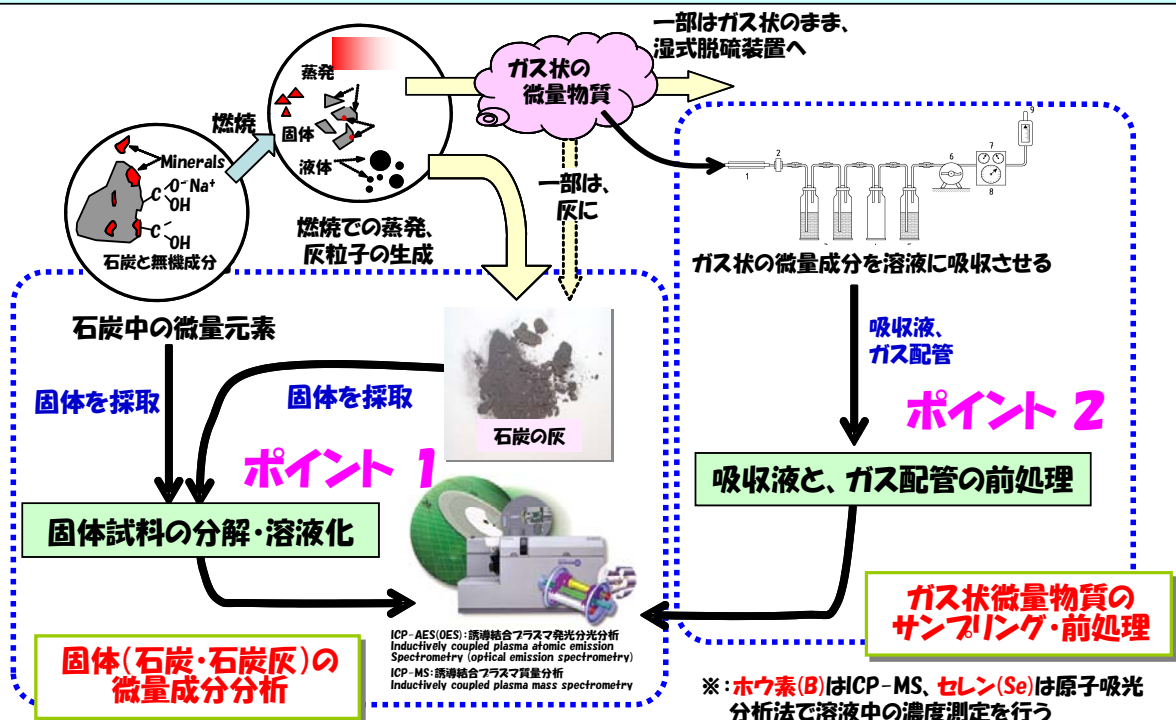 一部はガス状のまま、
湿式脱硫装置へ
ガス状の
微量物質
蒸発
固体
液体
燃焼
Minerals
C
O⁻Na⁺
OH
C
OH
石炭と無機成分
燃焼での蒸発、
灰粒子の生成
一部は、
灰に
1
2
6
7
8
9
ガス状の微量成分を溶液に吸収させる
石炭中の微量元素
固体を採取
固体を採取
石炭の灰
ポイント 1
固体試料の分解・溶液化
ICP-AES(OES):誘導結合プラズマ発光分光分析
Inductively coupled plasma atomic emission
Spectrometry (optical emission spectrometry)
ICP-MS:誘導結合プラズマ質量分析
Inductively coupled plasma mass spectrometry
固体(石炭・石炭灰)の
微量成分分析
吸収液、
ガス配管
ポイント 2
吸収液と、ガス配管の前処理
ガス状微量物質の
サンプリング・前処理
※:ホウ素(B)はICP-MS、セレン(Se)は原子吸光
分析法で溶液中の濃度測定を行う